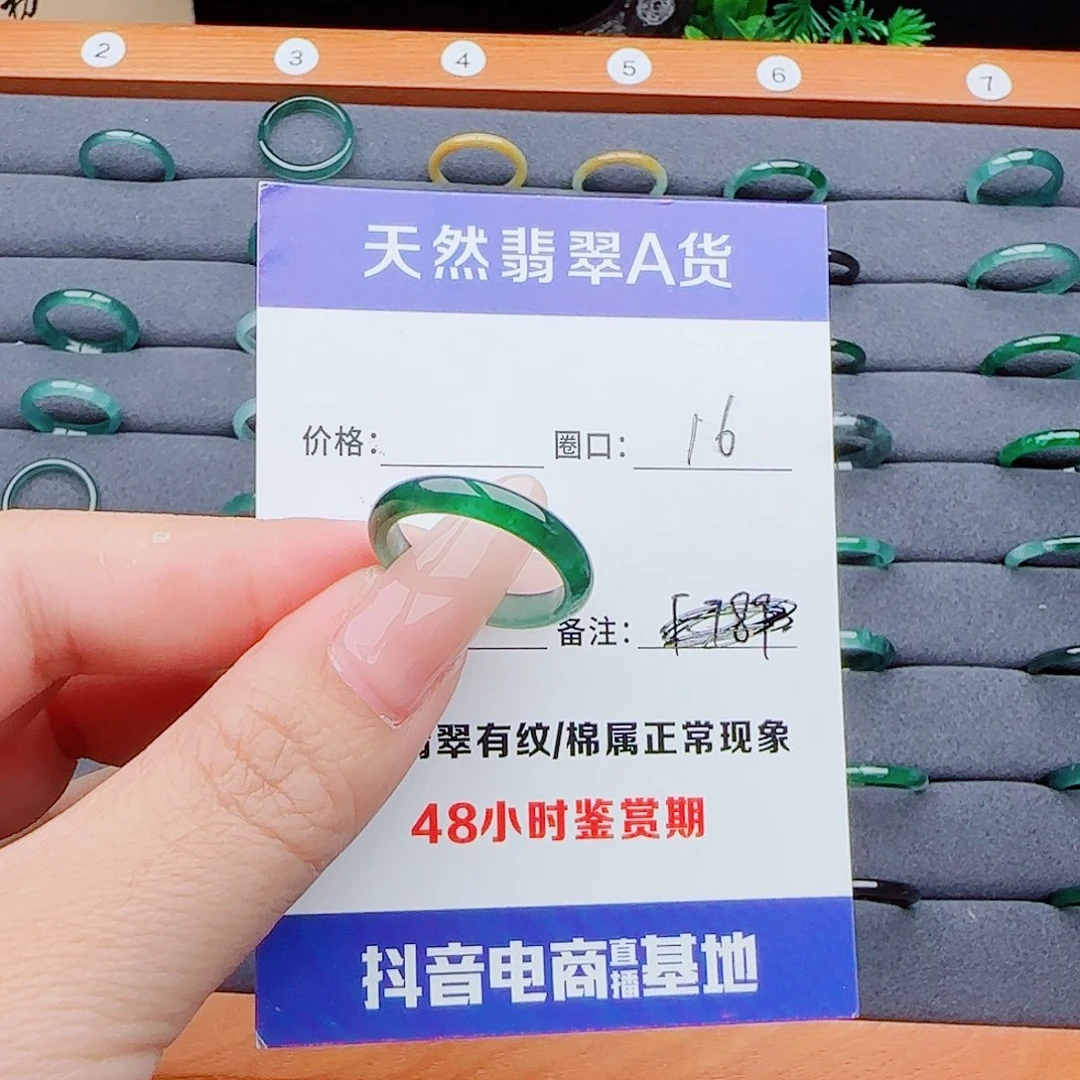 2 3 4 5 6 7
天然翡翠A货
价格： 圈口：16
备注：
翠有纹/棉属正常现象
48小时鉴赏期
抖音电商直播基地